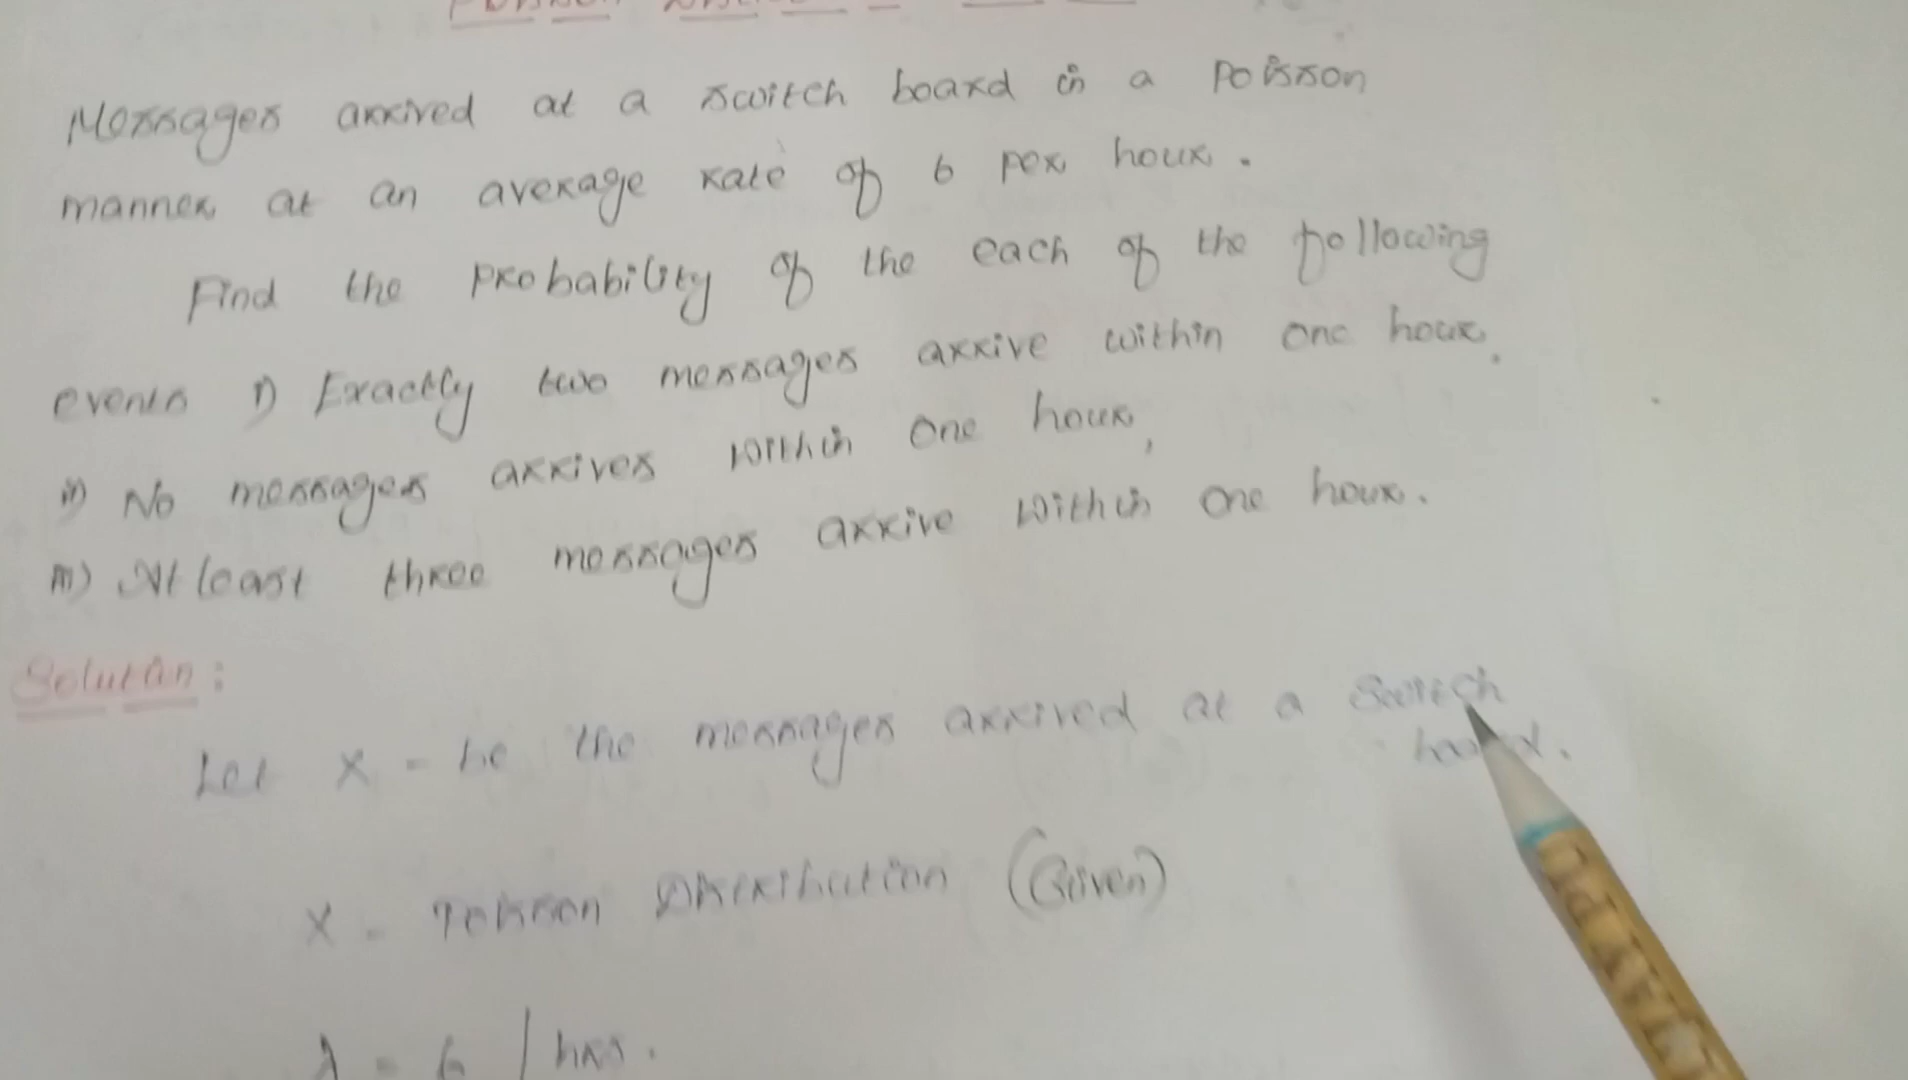 Messages arrived at a switch board in a poisson
manner at an average rate of 6 per hour.
Find the probability of the each of the following
events i) Exactly two messages arrive within one hour.
ii) No messages arrives within one hour,
iii) At least three messages arrive within one hour.
Solution:
Let X - be the messages arrived at a switch
X - Poisson Distribution (Given)
λ = 6 / hrs.